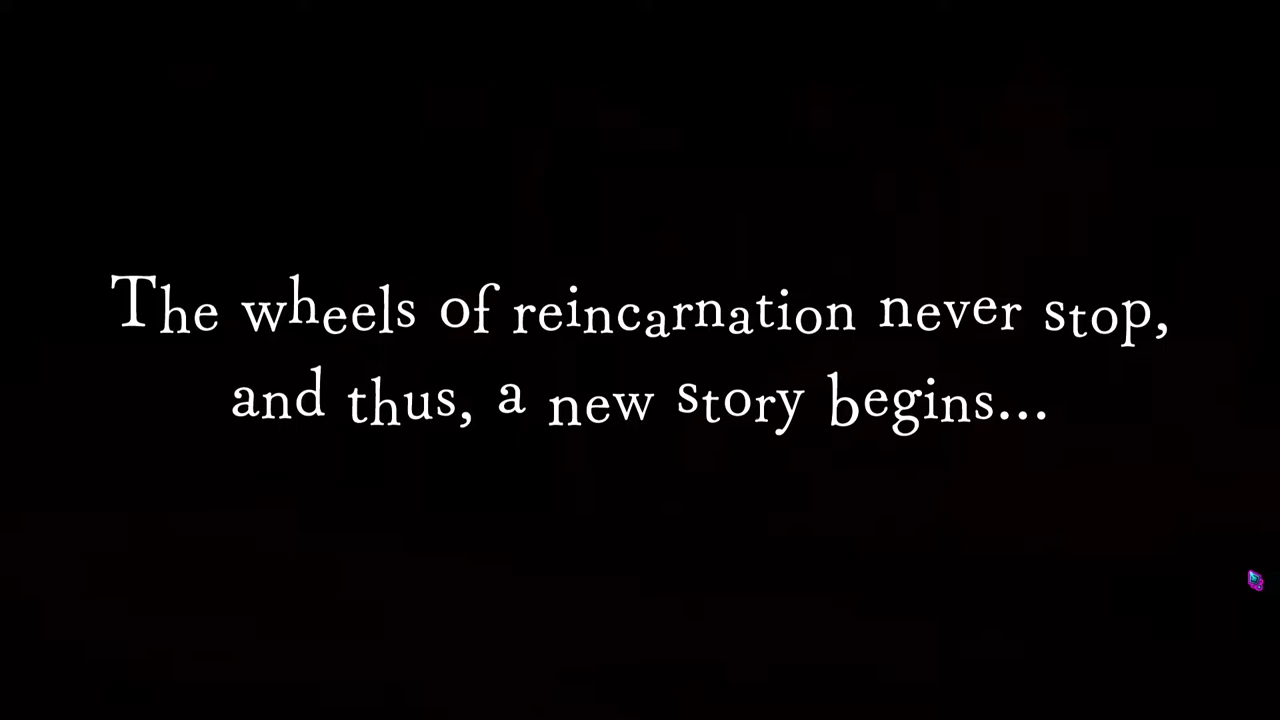 The wheels of reincarnation never stop,
and thus, a new story begins...